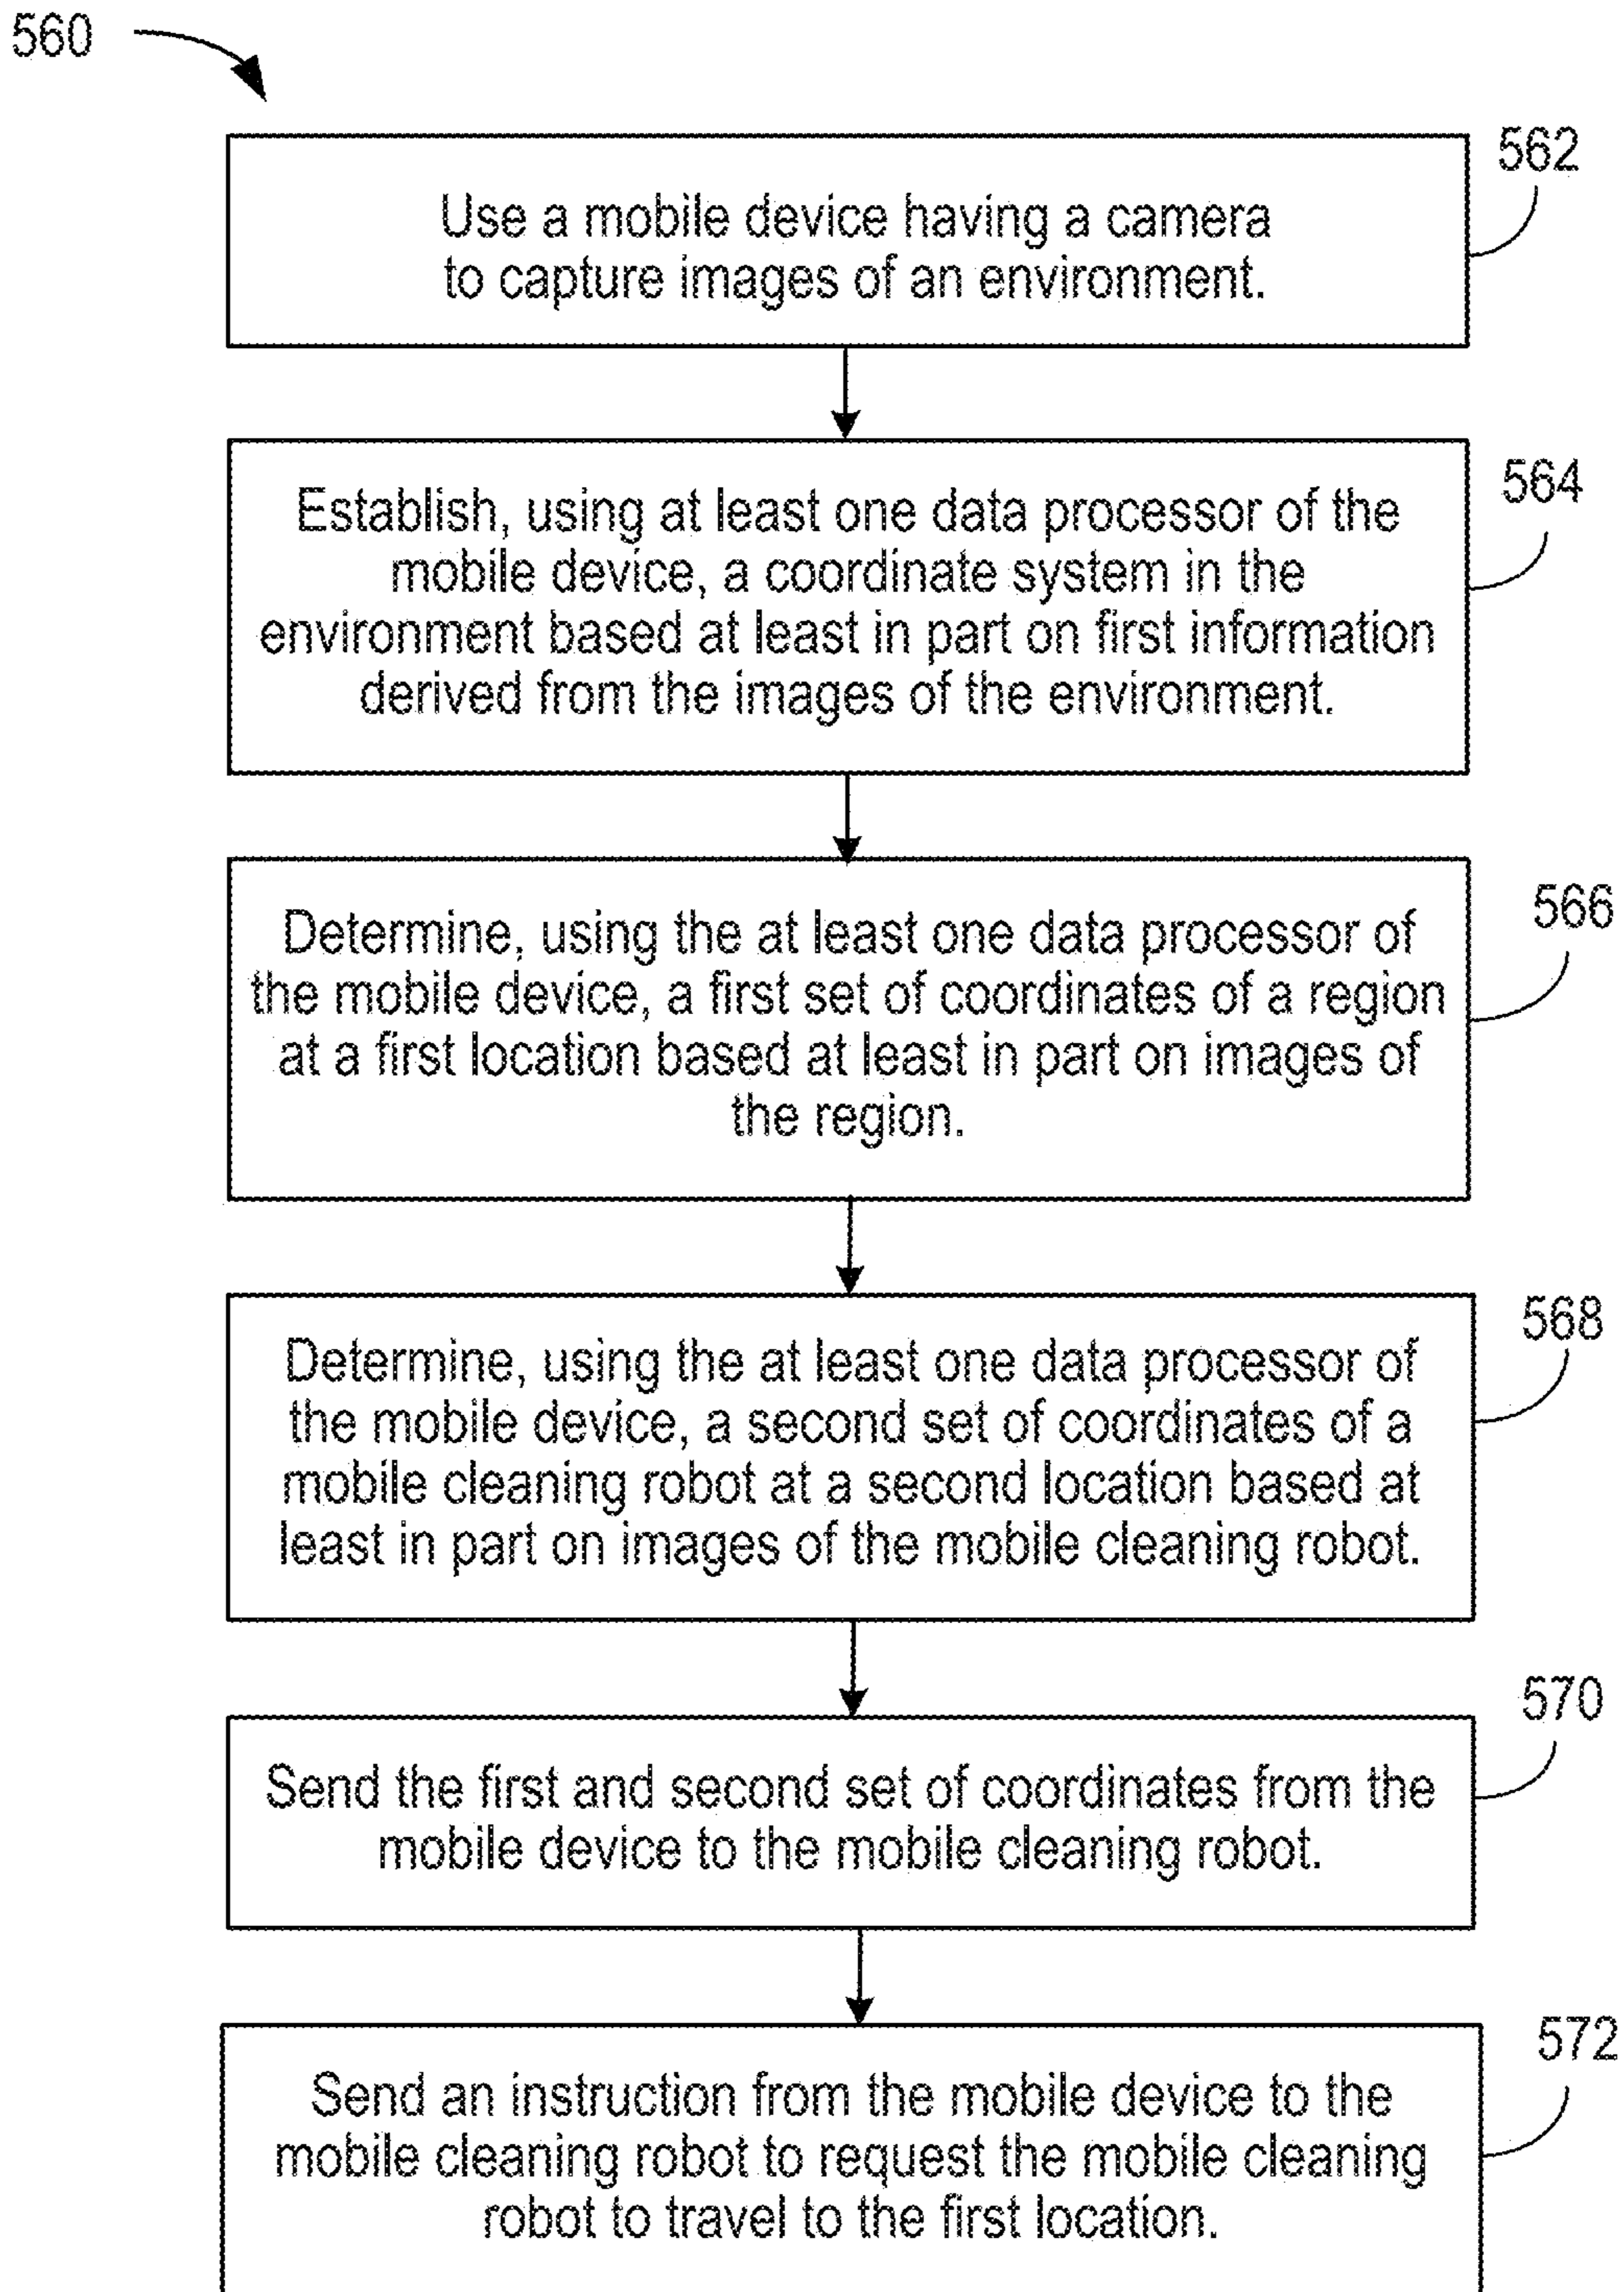 560
562
Use a mobile device having a camera
to capture images of an environment.
564
Establish, using at least one data processor of the
mobile device, a coordinate system in the
environment based at least in part on first information
derived from the images of the environment.
566
Determine, using the at least one data processor of
the mobile device, a first set of coordinates of a region
at a first location based at least in part on images of
the region.
568
Determine, using the at least one data processor of
the mobile device, a second set of coordinates of a
mobile cleaning robot at a second location based at
least in part on images of the mobile cleaning robot.
570
Send the first and second set of coordinates from the
mobile device to the mobile cleaning robot.
572
Send an instruction from the mobile device to the
mobile cleaning robot to request the mobile cleaning
robot to travel to the first location.